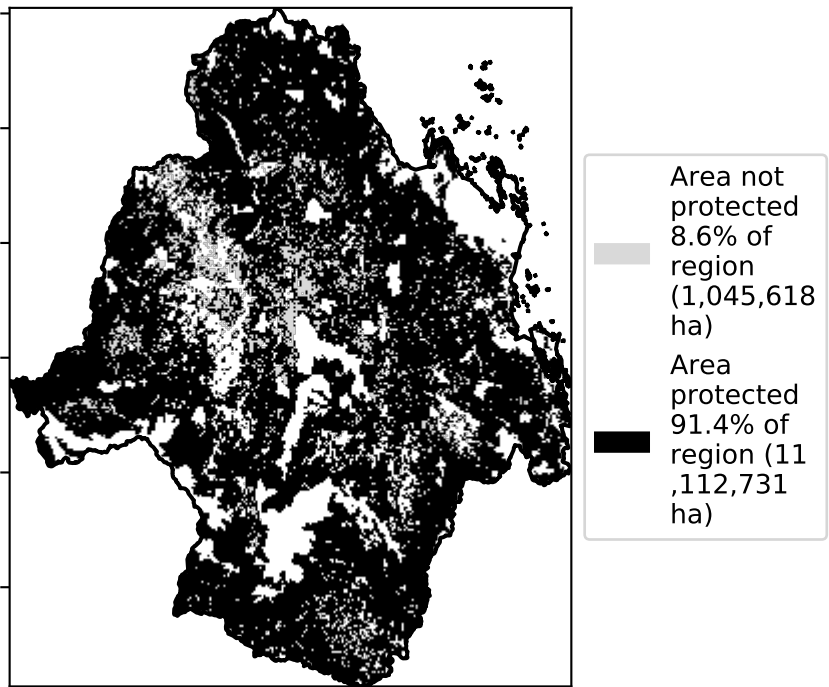 Area not
protected
8.6% of
region
(1,045,618
ha)
Area
protected
91.4% of
region (11
,112,731
ha)